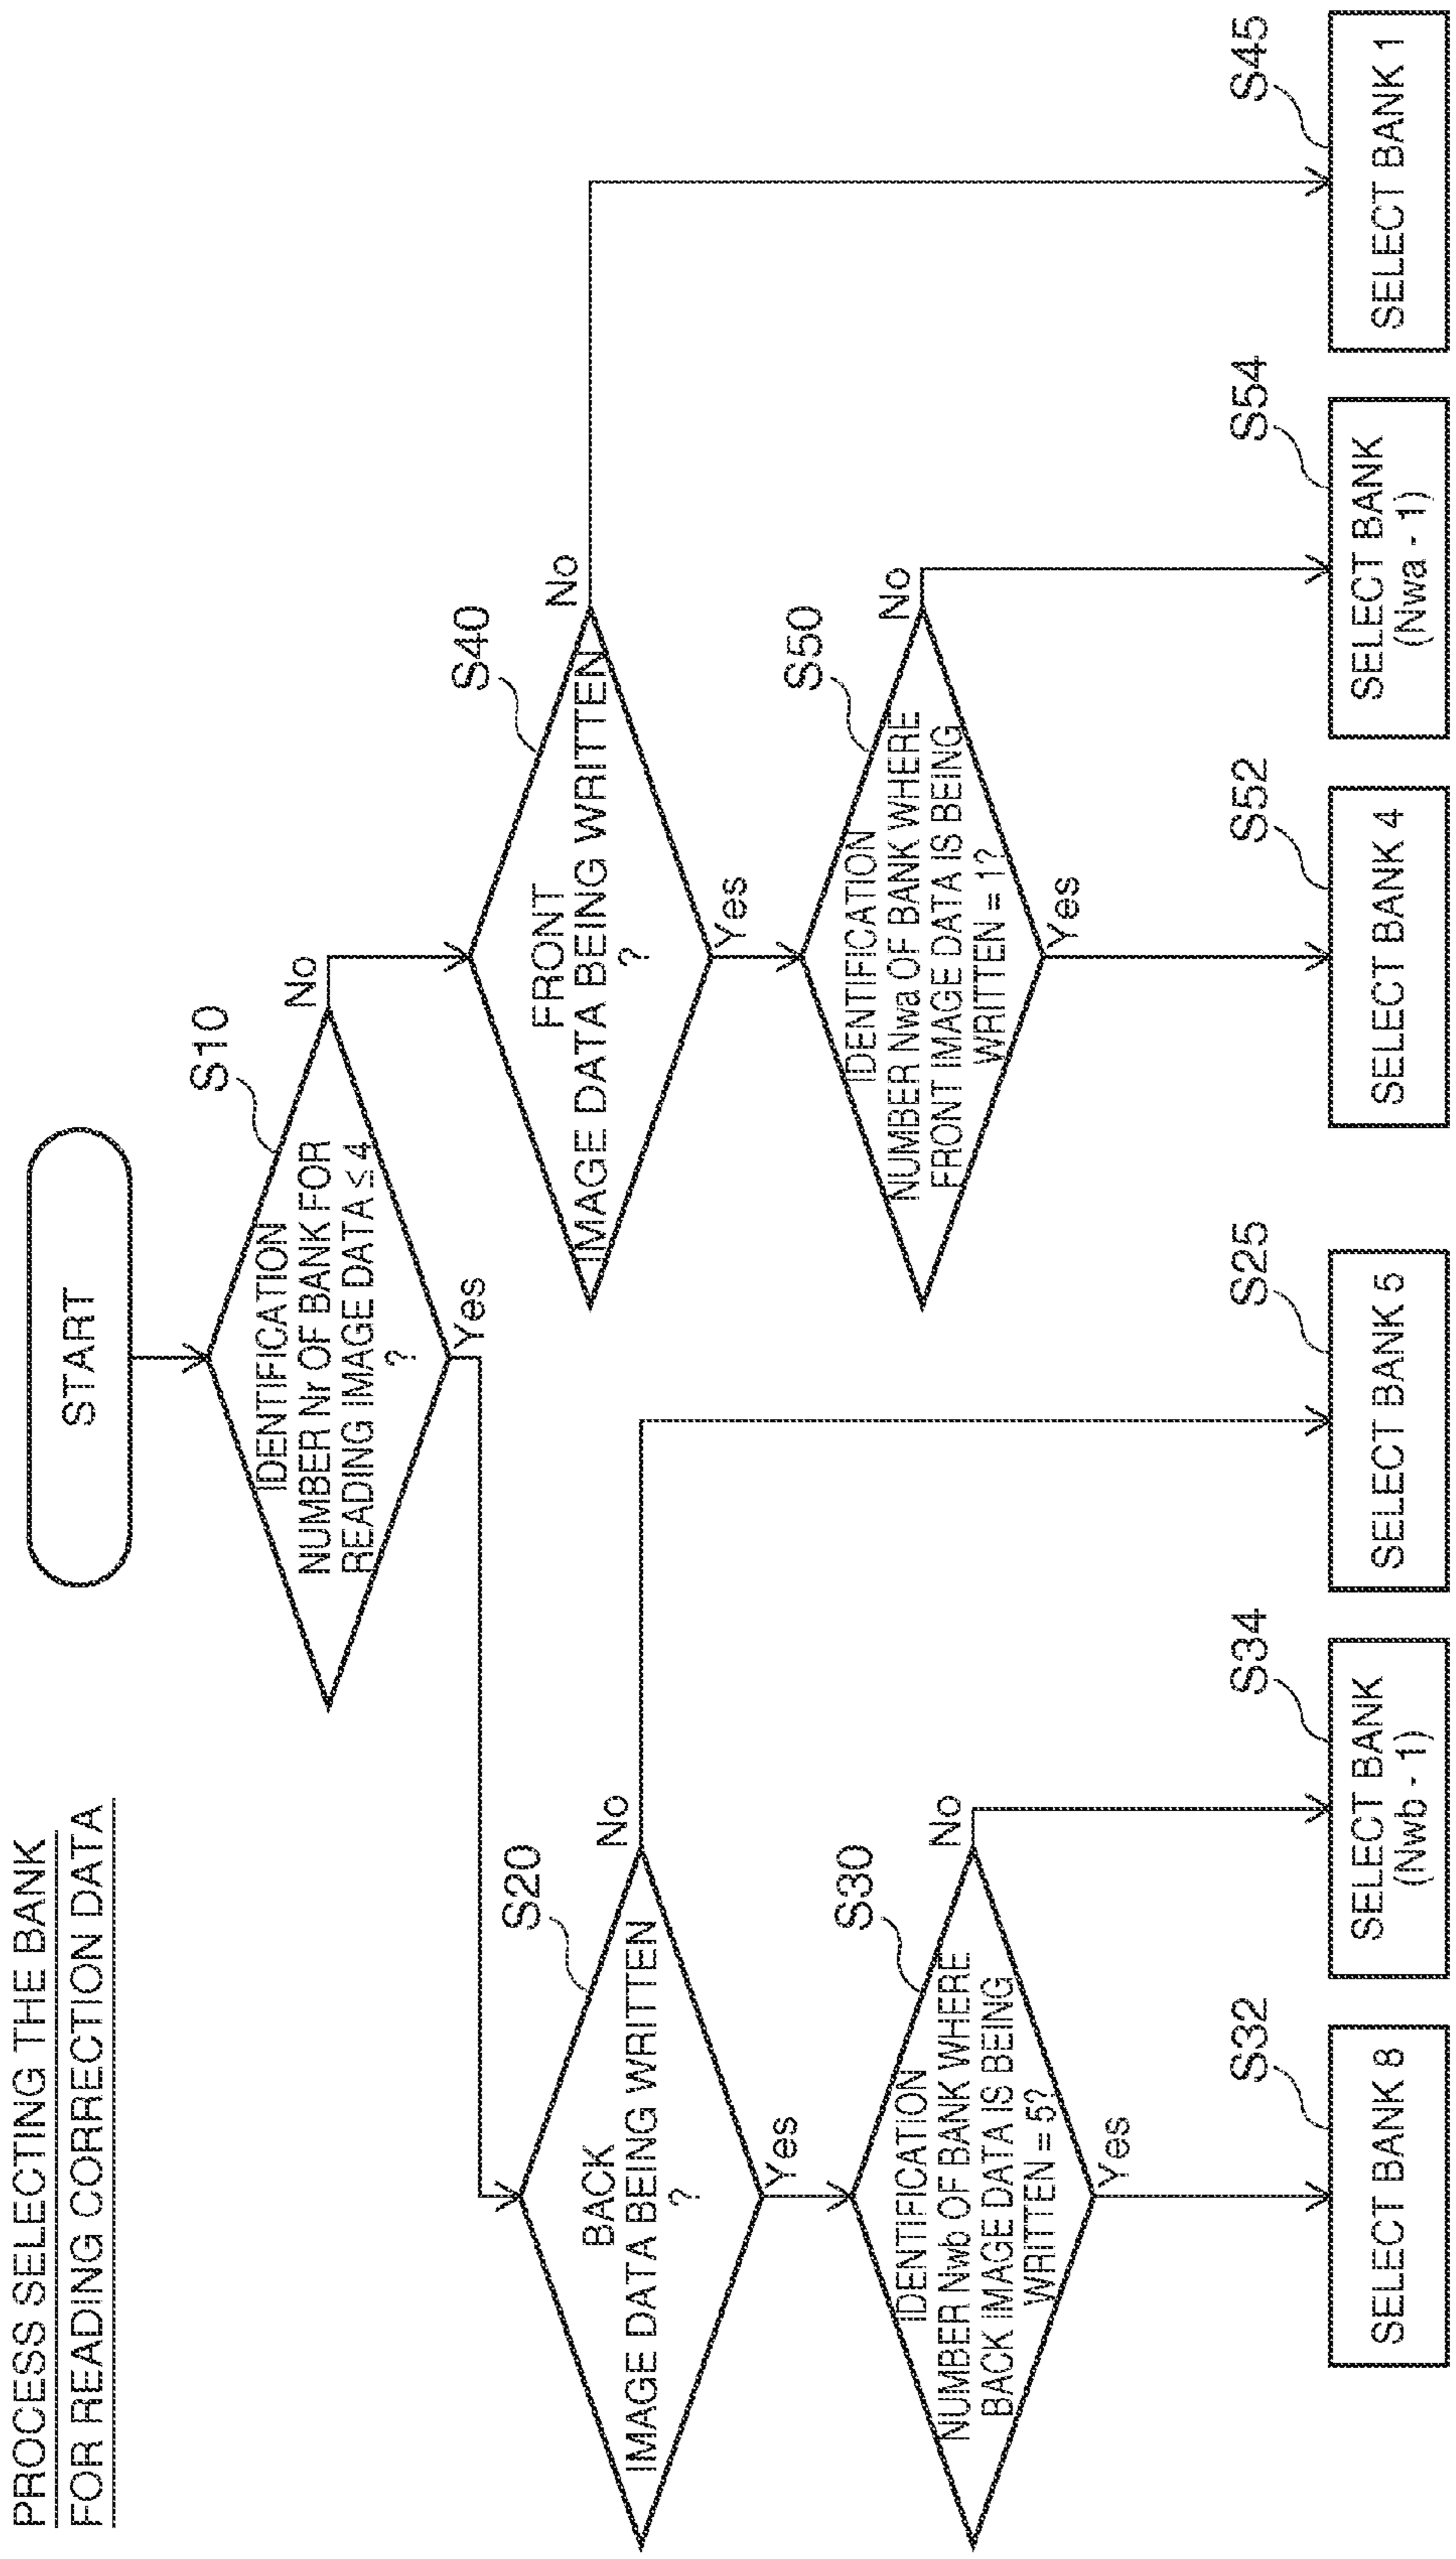 PROCESS SELECTING THE BANK
FOR READING CORRECTION DATA
START
S10
IDENTIFICATION
NUMBER Nr OF BANK FOR
READING IMAGE DATA ≤ 4
?
No
Yes
S20
BACK
IMAGE DATA BEING WRITTEN
?
No
Yes
S30
IDENTIFICATION
NUMBER Nwb OF BANK WHERE
BACK IMAGE DATA IS BEING
WRITTEN = 5?
No
Yes
S40
FRONT
IMAGE DATA BEING WRITTEN
?
No
Yes
S50
IDENTIFICATION
NUMBER Nwa OF BANK WHERE
FRONT IMAGE DATA IS BEING
WRITTEN = 1?
No
Yes
S32
SELECT BANK 8
S34
SELECT BANK
(Nwb - 1)
S25
SELECT BANK 5
S52
SELECT BANK 4
S54
SELECT BANK
(Nwa - 1)
S45
SELECT BANK 1